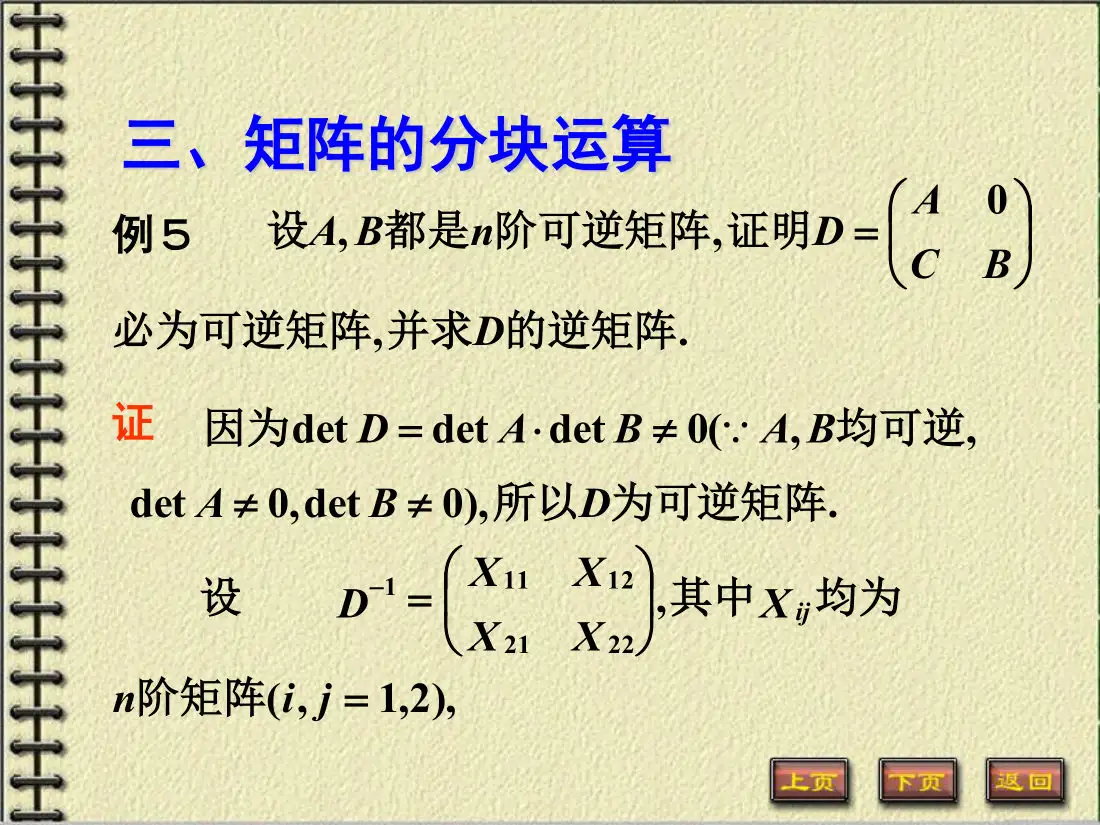 三、矩阵的分块运算
例5 设A, B都是n阶可逆矩阵,证明D = (A 0
C B)
必为可逆矩阵,并求D的逆矩阵.
证 因为det D = det A · det B ≠ 0(∵ A, B均可逆,
det A ≠ 0, det B ≠ 0),所以D为可逆矩阵.
设 D⁻¹ = (X₁₁ X₁₂
X₂₁ X₂₂),其中X_ij均为
n阶矩阵(i, j = 1,2),
上页 下页 返回